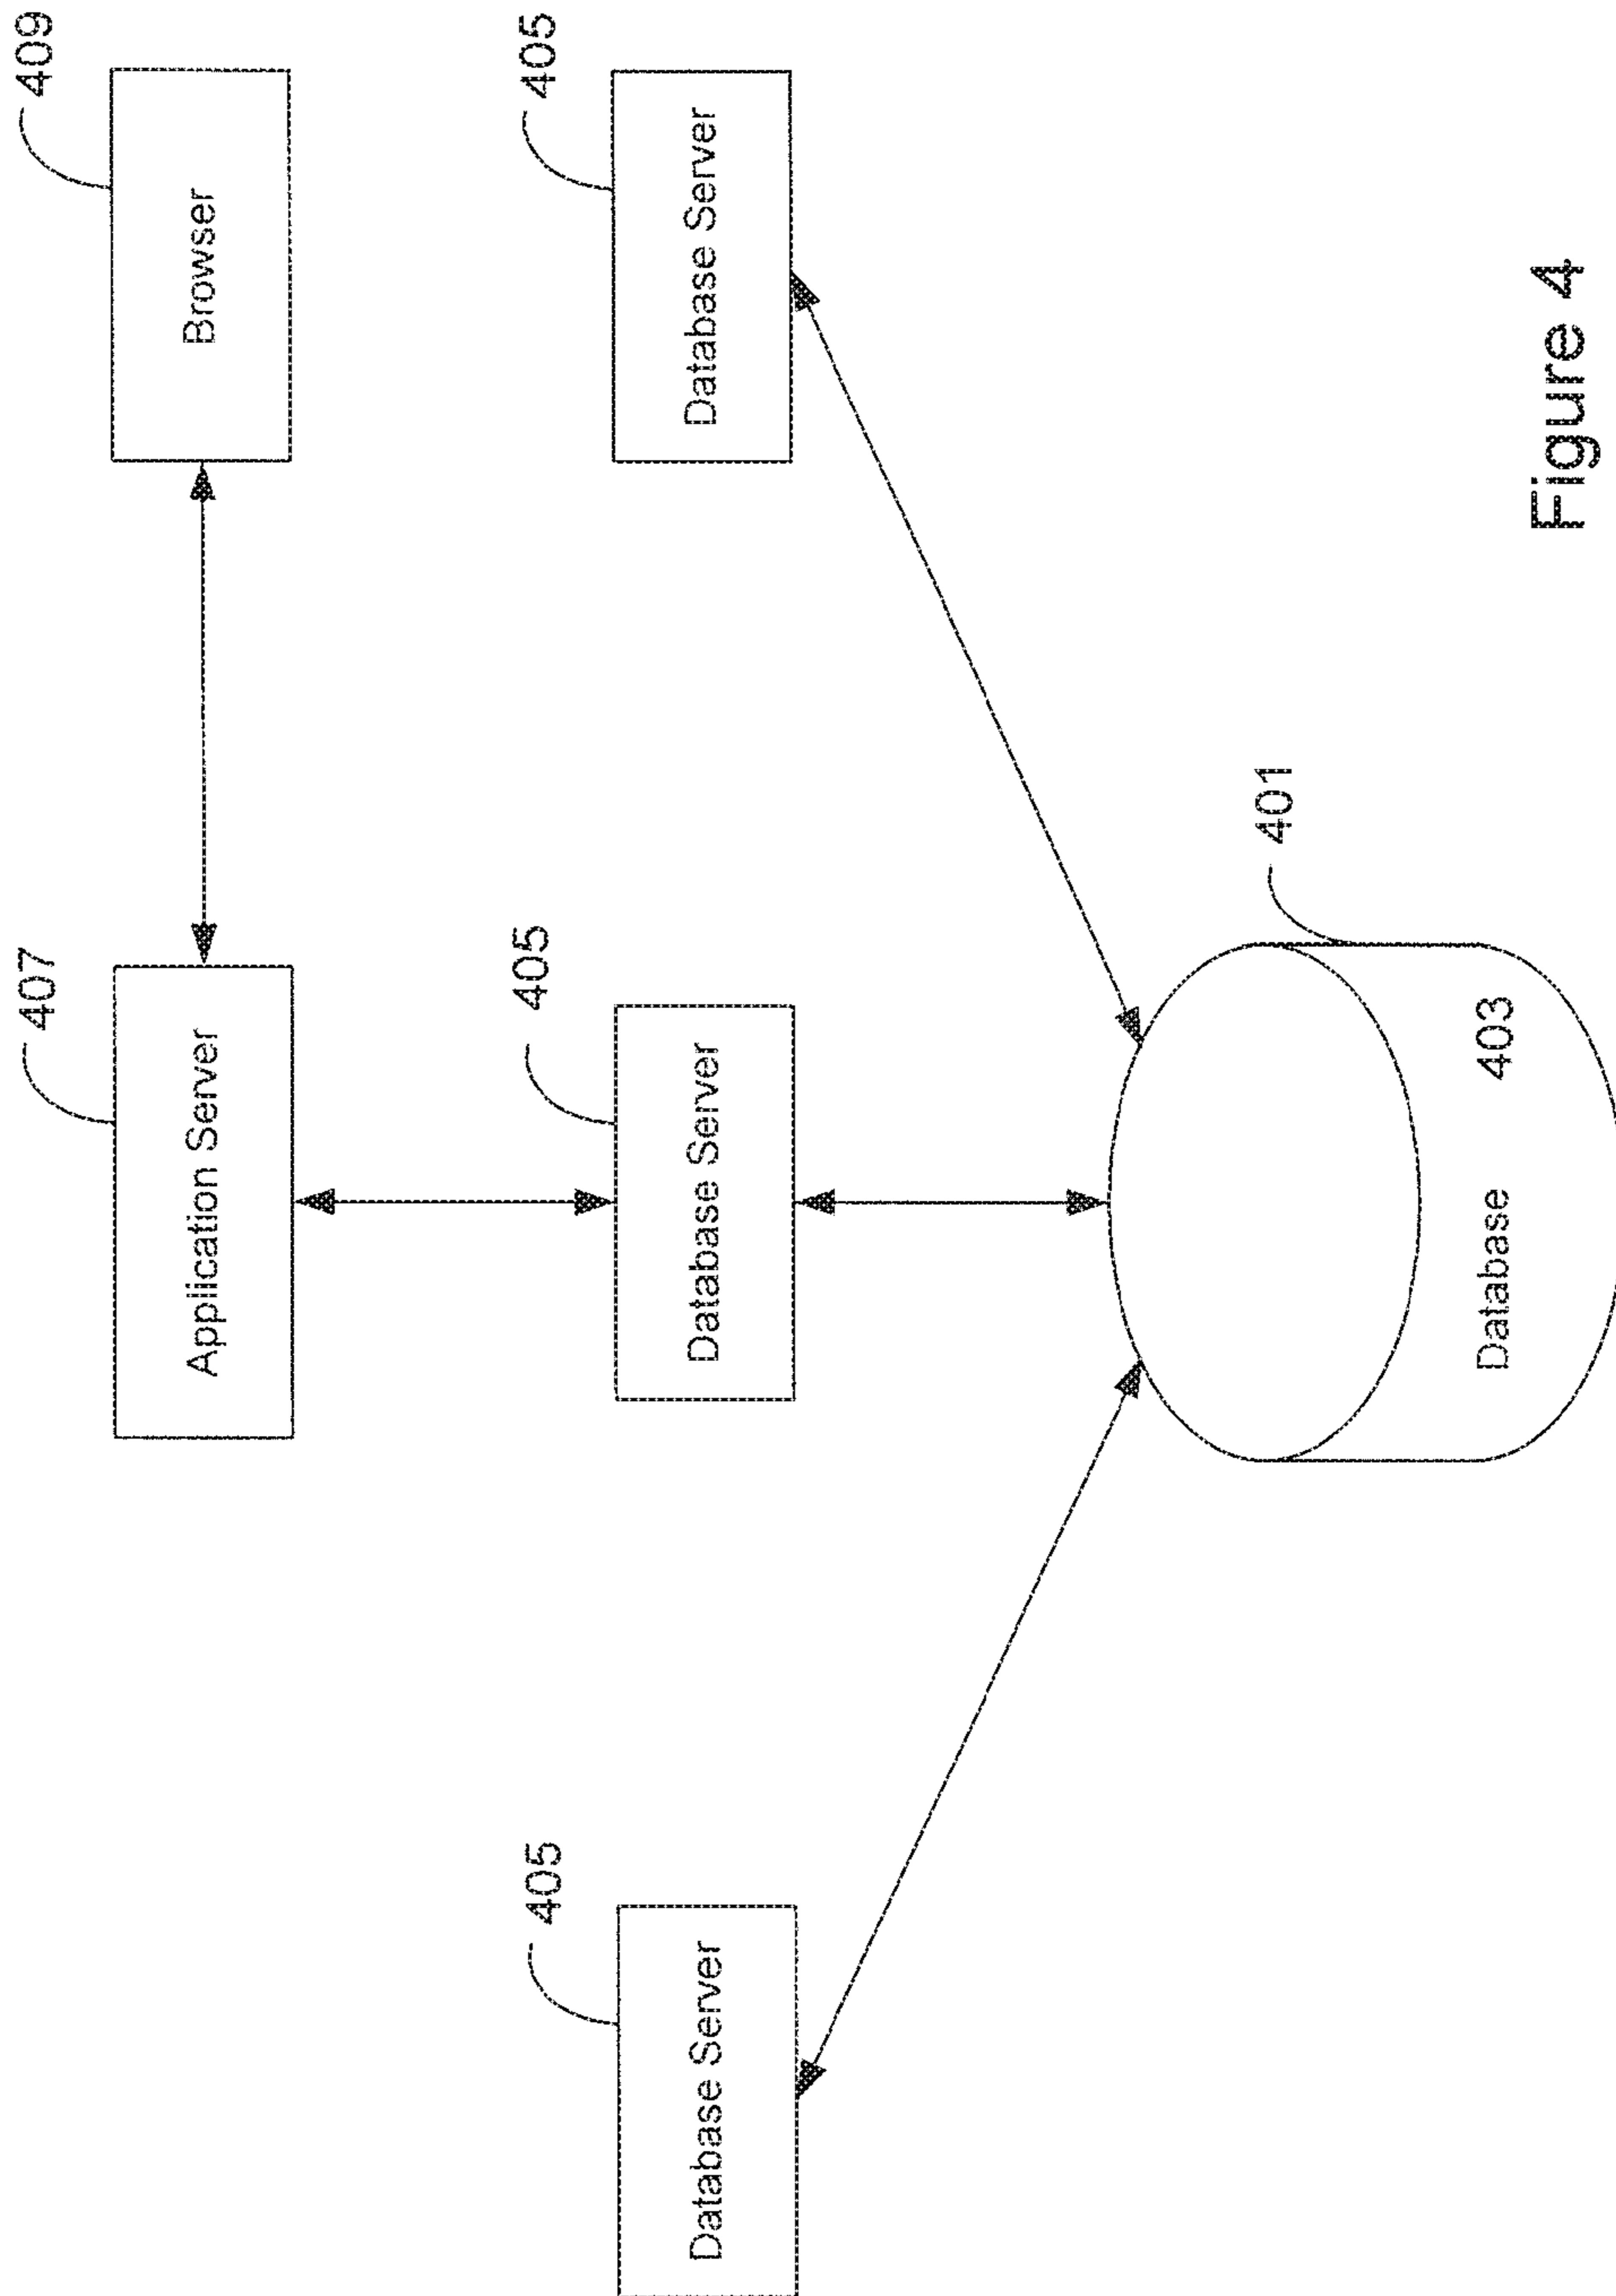 407
409
Application Server
Browser
405
405
405
Database Server
Database Server
Database Server
401
Database 403
Figure 4